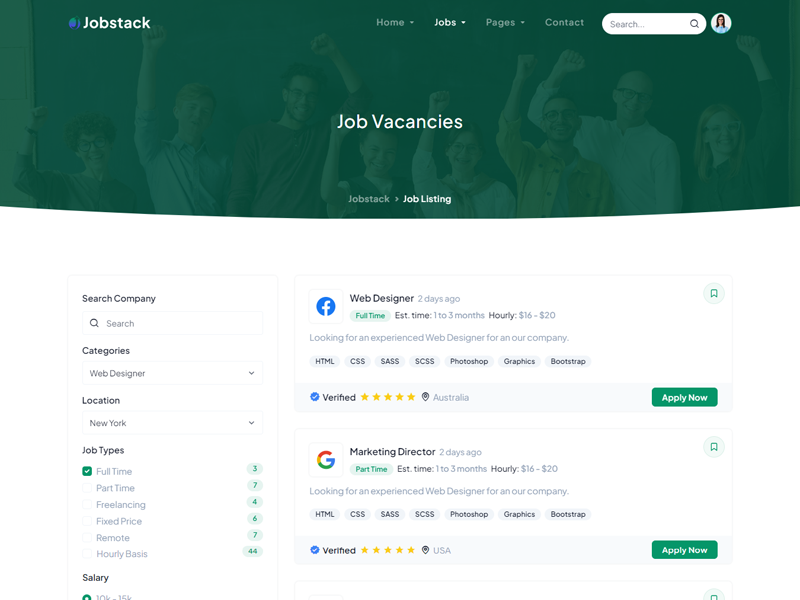 Jobstack
Home Jobs Pages Contact Search...
Job Vacancies
Jobstack > Job Listing
Search Company
Search
Categories
Web Designer
Location
New York
Job Types
Full Time 3
Part Time 7
Freelancing 4
Fixed Price 6
Remote 7
Hourly Basis 44
Salary
10k - 15k
Web Designer 2 days ago
Full Time Est. time: 1 to 3 months Hourly: $16 - $20
Looking for an experienced Web Designer for an our company.
HTML CSS SASS SCSS Photoshop Graphics Bootstrap
Verified Australia Apply Now
Marketing Director 2 days ago
Part Time Est. time: 1 to 3 months Hourly: $16 - $20
Looking for an experienced Web Designer for an our company.
HTML CSS SASS SCSS Photoshop Graphics Bootstrap
Verified USA Apply Now